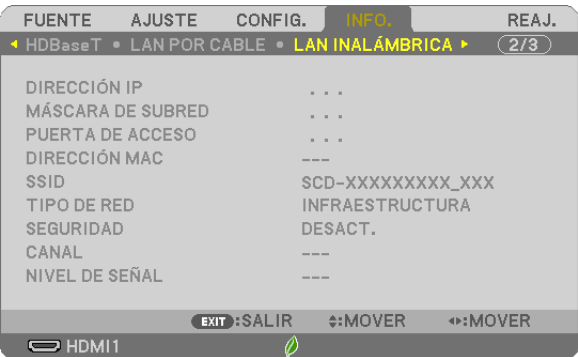 FUENTE AJUSTE CONFIG. INFO. REAJ.
HDBaseT • LAN POR CABLE • LAN INALÁMBRICA 2/3
DIRECCIÓN IP . . .
MÁSCARA DE SUBRED . . .
PUERTA DE ACCESO . . .
DIRECCIÓN MAC ---
SSID SCD-XXXXXXXXX_XXX
TIPO DE RED INFRAESTRUCTURA
SEGURIDAD DESACT.
CANAL ---
NIVEL DE SEÑAL ---
EXIT :SALIR :MOVER :MOVER
HDMI1